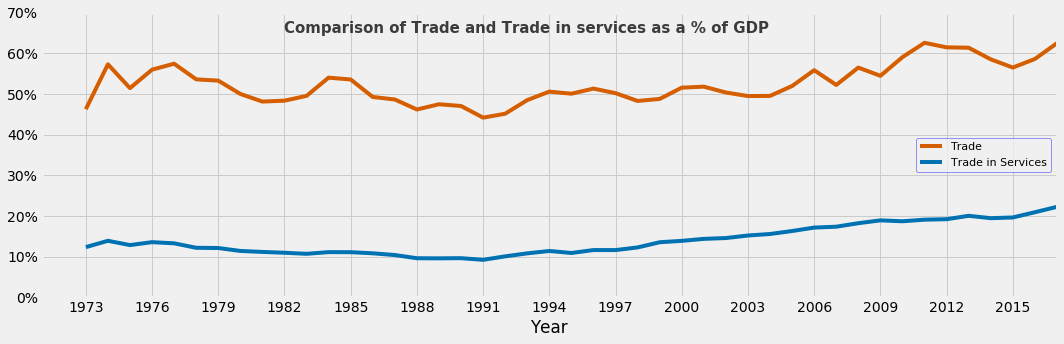 Comparison of Trade and Trade in services as a % of GDP
70%
60%
50%
40%
30%
20%
10%
0%
Trade
Trade in Services
1973 1976 1979 1982 1985 1988 1991 1994 1997 2000 2003 2006 2009 2012 2015
Year